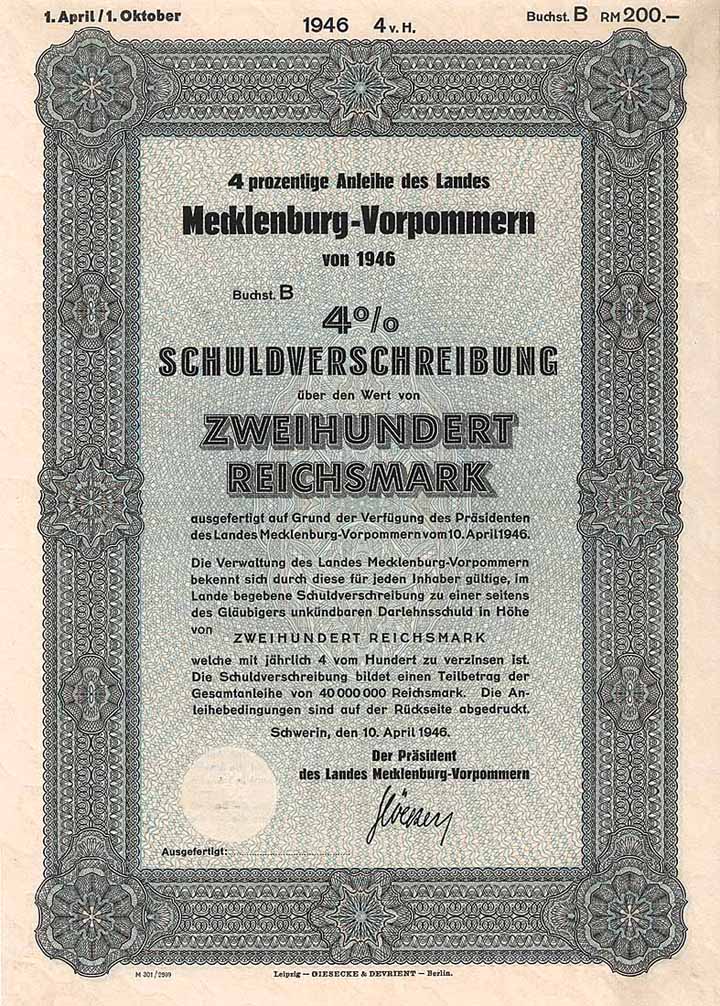 1. April / 1. Oktober
1946 4 v. H.
Buchst. B RM 200.—
4 prozentige Anleihe des Landes
Mecklenburg-Vorpommern
von 1946
Buchst. B
4%
SCHULDVERSCHREIBUNG
über den Wert von
ZWEIHUNDERT
REICHSMARK
ausgefertigt auf Grund der Verfügung des Präsidenten
des Landes Mecklenburg-Vorpommern vom 10. April 1946.
Die Verwaltung des Landes Mecklenburg-Vorpommern
bekennt sich durch diese für jeden Inhaber gültige, im
Lande begebene Schuldverschreibung zu einer seitens
des Gläubigers unkündbaren Darlehnsschuld in Höhe
von ZWEIHUNDERT REICHSMARK
welche mit jährlich 4 vom Hundert zu verzinsen ist.
Die Schuldverschreibung bildet einen Teilbetrag der
Gesamtanleihe von 40 000 000 Reichsmark. Die An-
leihebedingungen sind auf der Rückseite abgedruckt.
Schwerin, den 10. April 1946.
Der Präsident
des Landes Mecklenburg-Vorpommern
Ausgefertigt:
M 301/2599
Leipzig — GIESECKE & DEVRIENT — Berlin.